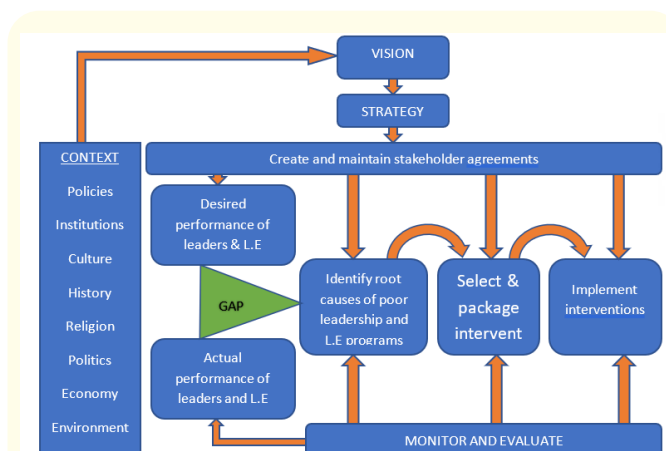 VISION
STRATEGY
CONTEXT
Policies
Institutions
Culture
History
Religion
Politics
Economy
Environment
Create and maintain stakeholder agreements
Desired
performance of
leaders & L.E
GAP
Actual
performance of
leaders and L.E
Identify root
causes of poor
leadership and
L.E programs
Select &
package
intervent
Implement
interventions
MONITOR AND EVALUATE